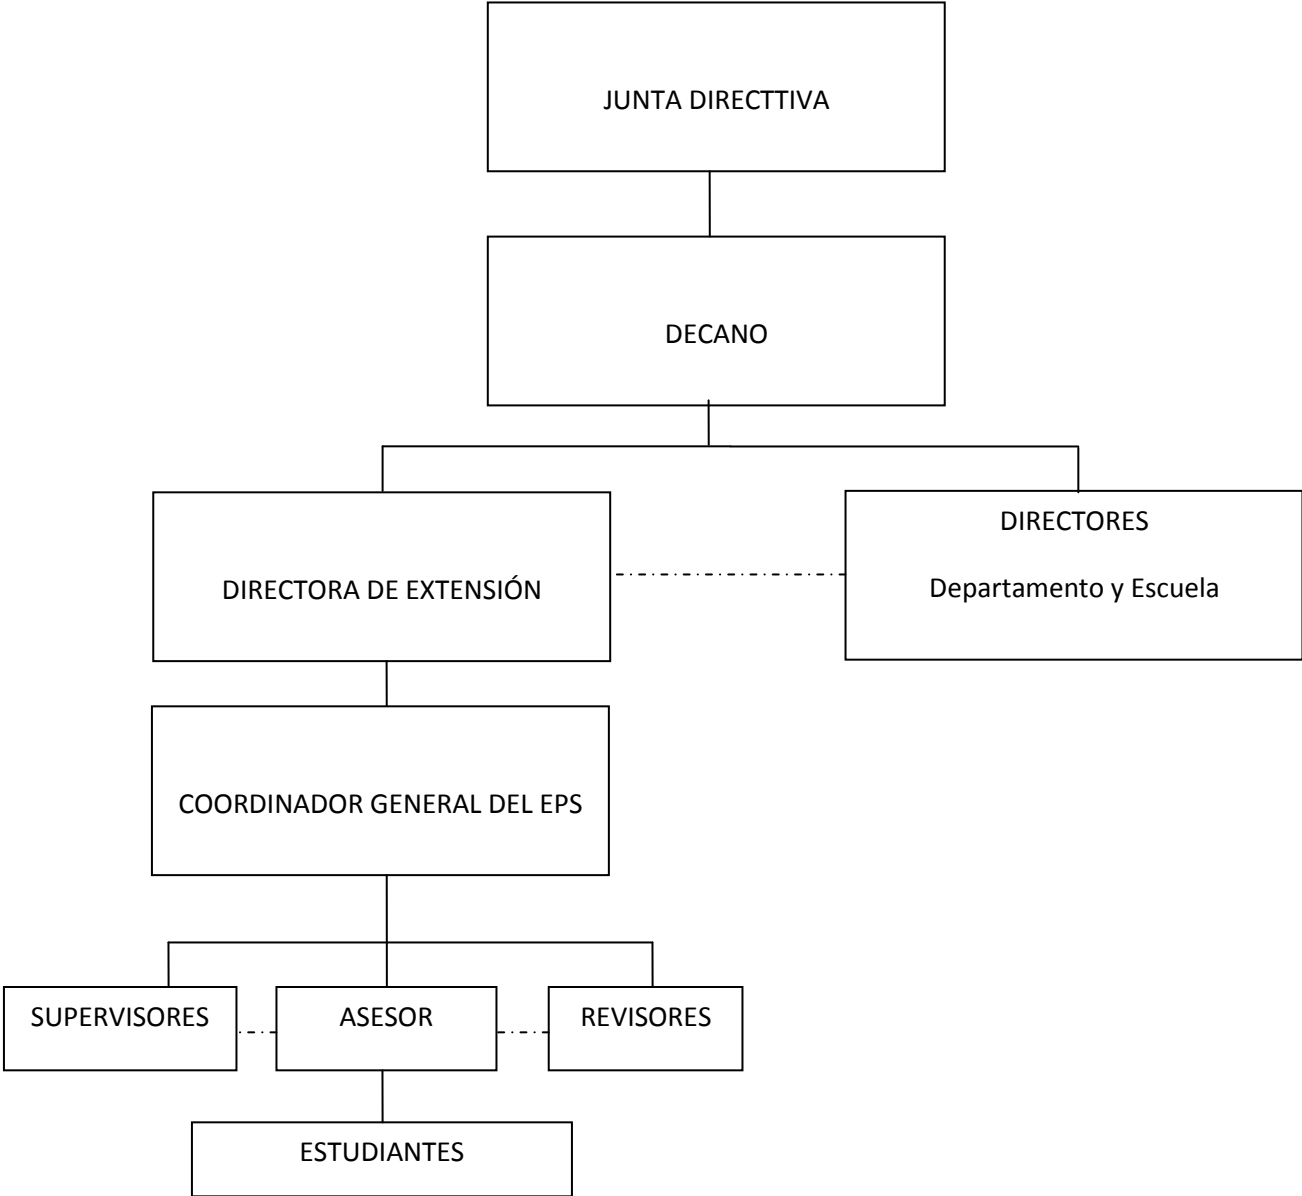 JUNTA DIRECTTIVA
DECANO
DIRECTORA DE EXTENSIÓN
DIRECTORES
Departamento y Escuela
COORDINADOR GENERAL DEL EPS
SUPERVISORES
ASESOR
REVISORES
ESTUDIANTES